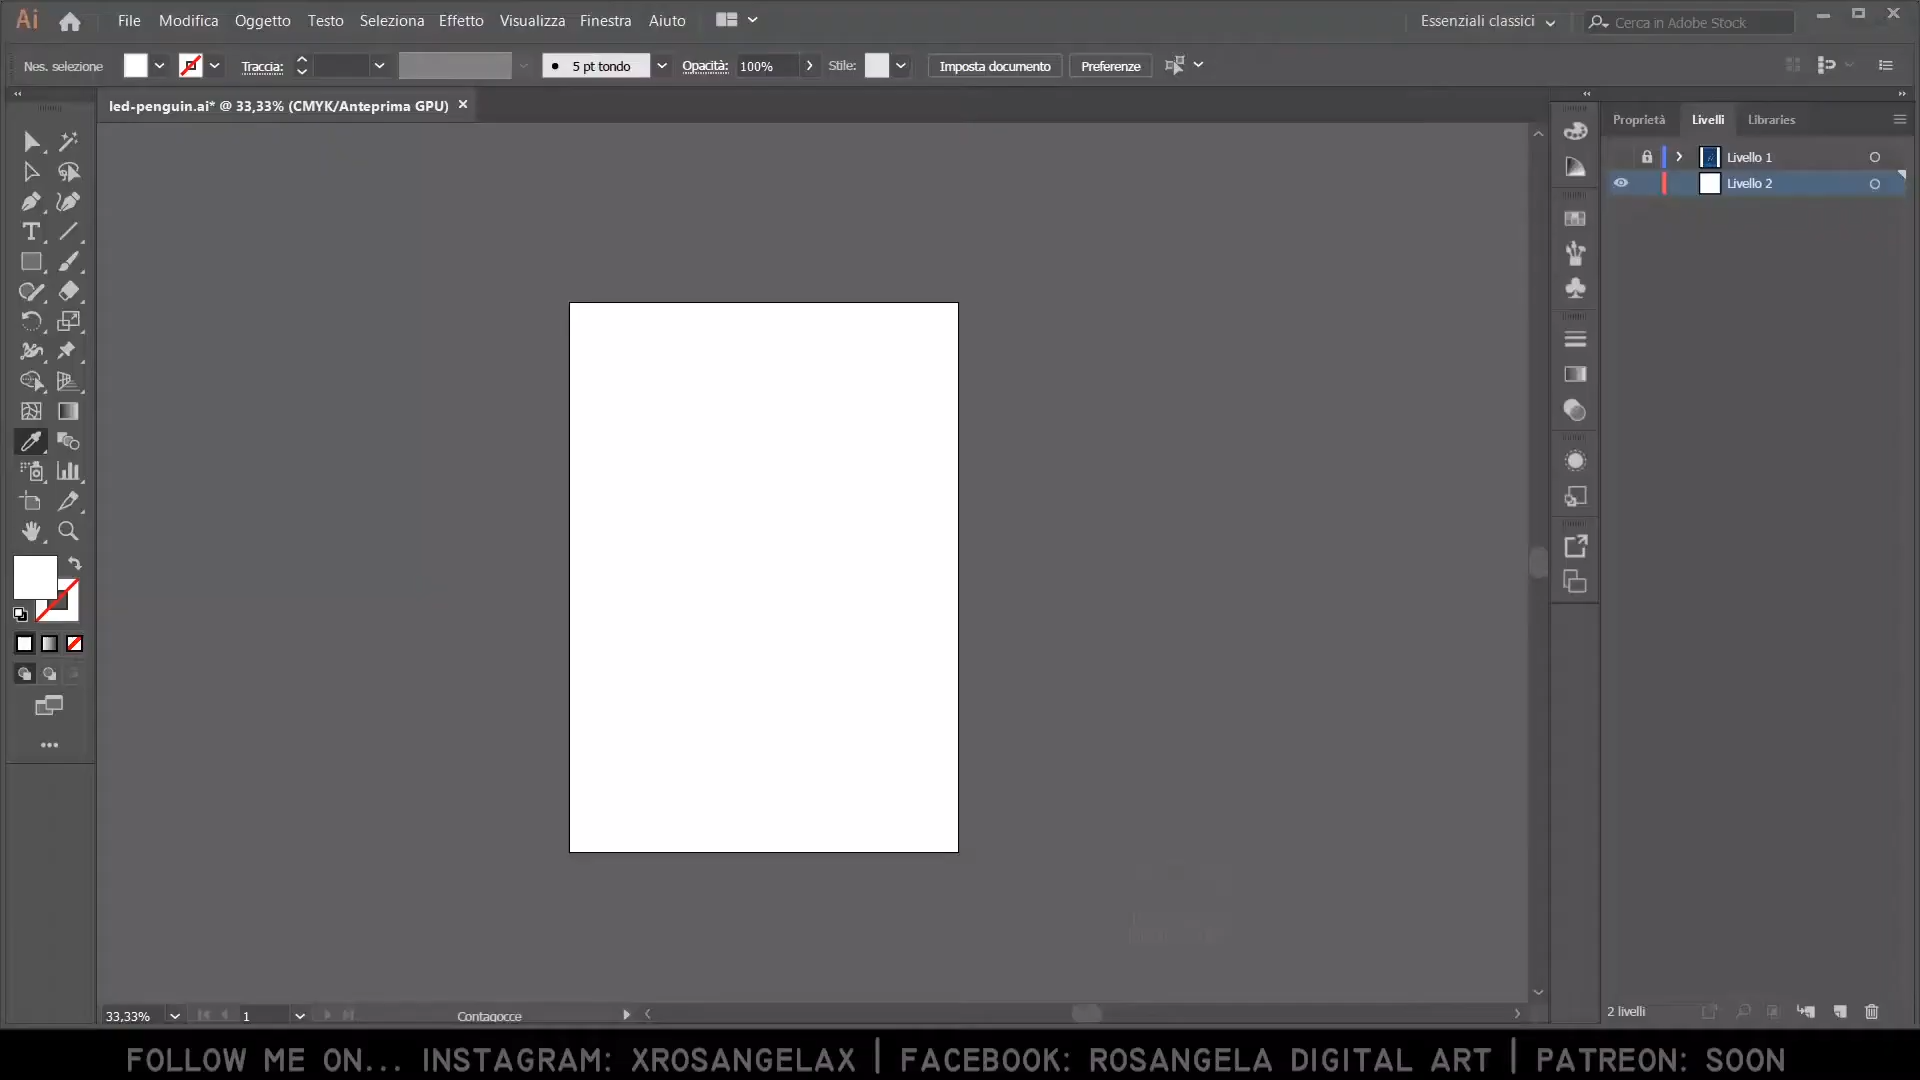 Ai File Modifica Oggetto Testo Seleziona Effetto Visualizza Finestra Aiuto Essenziali classici Cerca in Adobe Stock
Nes. selezione Traccia: 5 pt tondo Opacità: 100% Stile: Imposta documento Preferenze
led-penguin.ai* @ 33,33% (CMYK/Anteprima GPU)
Proprietà Livelli Libraries
Livello 1
Livello 2
33,33% 1 Contagocce
2 livelli
FOLLOW ME ON... INSTAGRAM: XROSANGELAX | FACEBOOK: ROSANGELA DIGITAL ART | PATREON: SOON